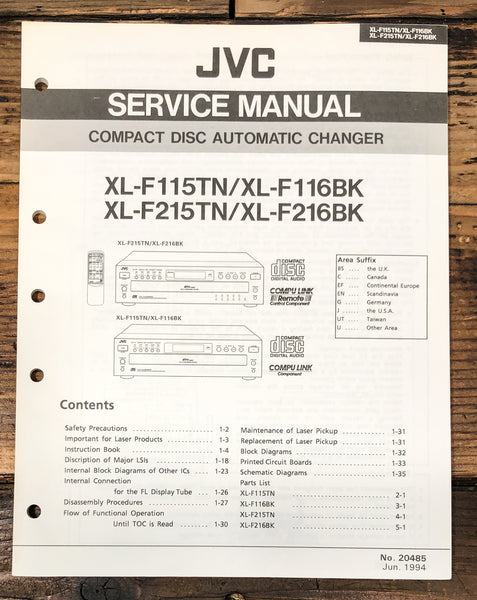 XL-F115TN/XL-F116BK
XL-F215TN/XL-F216BK
JVC
SERVICE MANUAL
COMPACT DISC AUTOMATIC CHANGER
XL-F115TN/XL-F116BK
XL-F215TN/XL-F216BK
XL-F215TN/XL-F216BK
JVC
COMPACT
disc
DIGITAL AUDIO
COMPU LINK
Remote
Control Component
XL-F115TN/XL-F116BK
JVC
COMPACT
disc
DIGITAL AUDIO
COMPU LINK
Component
Area Suffix
BS ..... the U.K.
C ..... Canada
EF ..... Continental Europe
EN ..... Scandinavia
G ..... Germany
J ..... the U.S.A.
UT ..... Taiwan
U ..... Other Area
Contents
Safety Precautions ..... 1-2
Important for Laser Products ..... 1-3
Instruction Book ..... 1-4
Discription of Major LSIs ..... 1-18
Internal Block Diagrams of Other ICs ..... 1-23
Internal Connection
for the FL Display Tube ..... 1-26
Disassembly Procedures ..... 1-27
Flow of Functional Operation
Until TOC is Read ..... 1-30
Maintenance of Laser Pickup ..... 1-31
Replacement of Laser Pickup ..... 1-31
Block Diagrams ..... 1-32
Printed Circuit Boards ..... 1-33
Schematic Diagrams ..... 1-35
Parts List
XL-F115TN ..... 2-1
XL-F116BK ..... 3-1
XL-F215TN ..... 4-1
XL-F216BK ..... 5-1
No. 20485
Jun. 1994